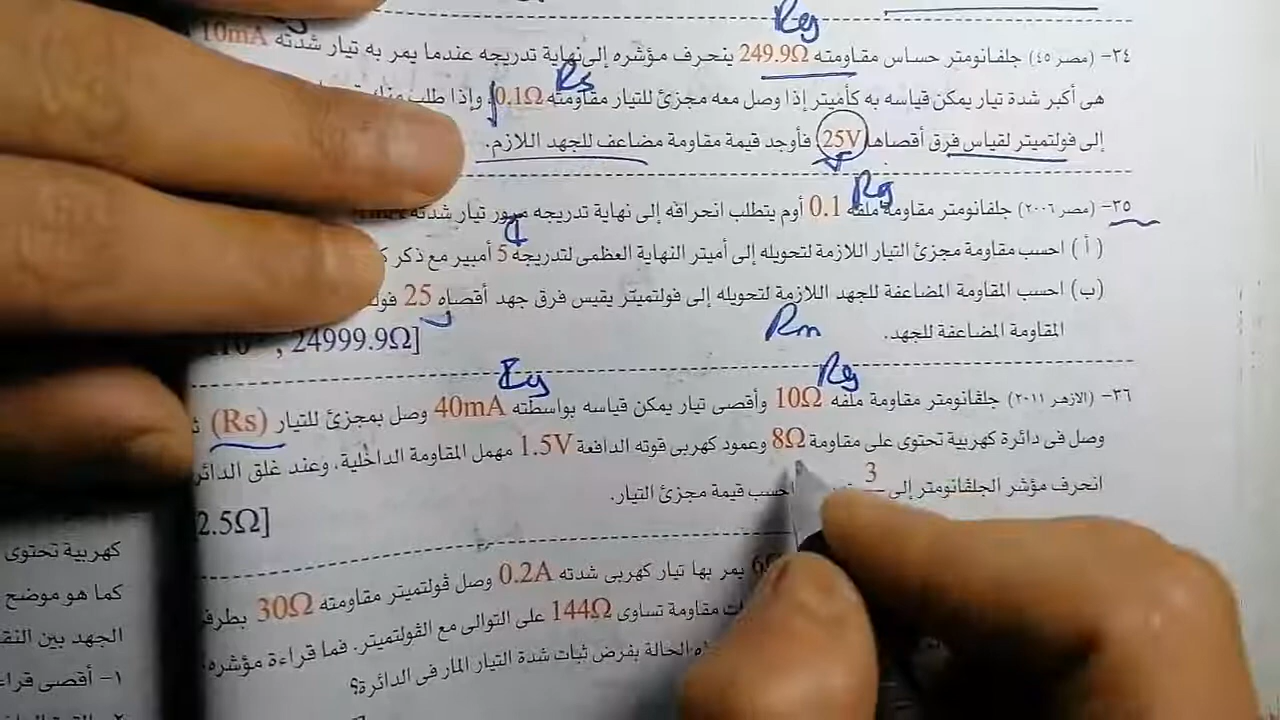 Rg
٣٤- (مصر ٤٥) جلفانومتر حساس مقاومته 249.9Ω ينحرف مؤشره إلى نهاية تدريجه عندما يمر به تيار شدته 10mA
Rs
هى أكبر شدة تيار يمكن قياسه به كأميتر إذا وصل معه مجزئ للتيار مقاومته 0.1Ω، وإذا طلب
إلى فولتميتر لقياس فرق أقصاها 25V فأوجد قيمة مقاومة مضاعف للجهد اللازم.
Rg
٣٥- (مصر ٢٠٠٦) جلفانومتر مقاومة ملفه 0.1 أوم يتطلب انحرافه إلى نهاية تدريجه مرور تيار شدته
I
( أ ) احسب مقاومة مجزئ التيار اللازمة لتحويله إلى أميتر النهاية العظمى لتدريجه 5 أمبير مع ذكر
(ب) احسب المقاومة المضاعفة للجهد اللازمة لتحويله إلى فولتميتر يقيس فرق جهد أقصاه 25
المقاومة المضاعفة للجهد.
Rm
, 24999.9Ω]
Ig Rg
٣٦- (الازهر ٢٠١١) جلفانومتر مقاومة ملفه 10Ω وأقصى تيار يمكن قياسه بواسطته 40mA وصل بمجزئ للتيار (Rs)
وصل فى دائرة كهربية تحتوى على مقاومة 8Ω وعمود كهربى قوته الدافعة 1.5V مهمل المقاومة الداخلية، وعند غلق
انحرف مؤشر الجلفانومتر إلى 3 احسب قيمة مجزئ التيار.
2.5Ω]
يمر بها تيار كهربى شدته 0.2A وصل ڤولتميتر مقاومته 30Ω
مقاومة تساوى 144Ω على التوالى مع الڤولتميتر. فما قراءة مؤشره
الحالة بفرض ثبات شدة التيار المار فى الدائرة؟
كهربية تحتوى
كما هو موضح
الجهد بين
١- أقصى